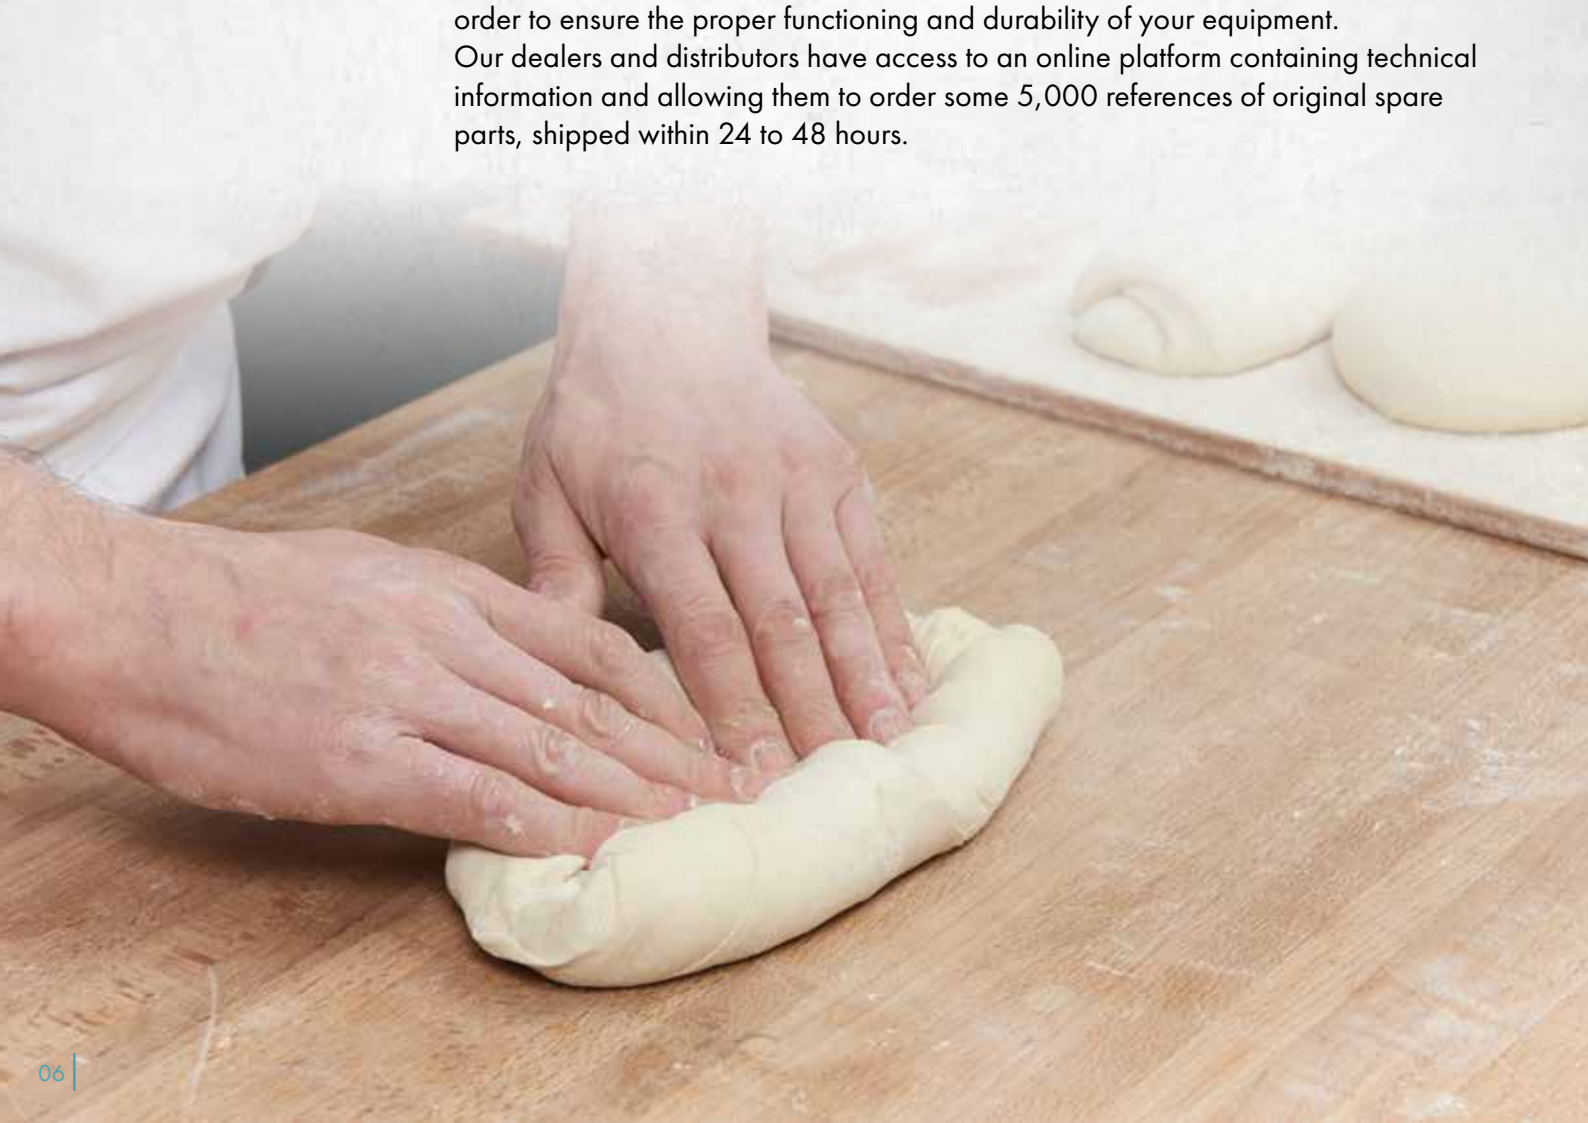 order to ensure the proper functioning and durability of your equipment.
Our dealers and distributors have access to an online platform containing technical
information and allowing them to order some 5,000 references of original spare
parts, shipped within 24 to 48 hours.
06